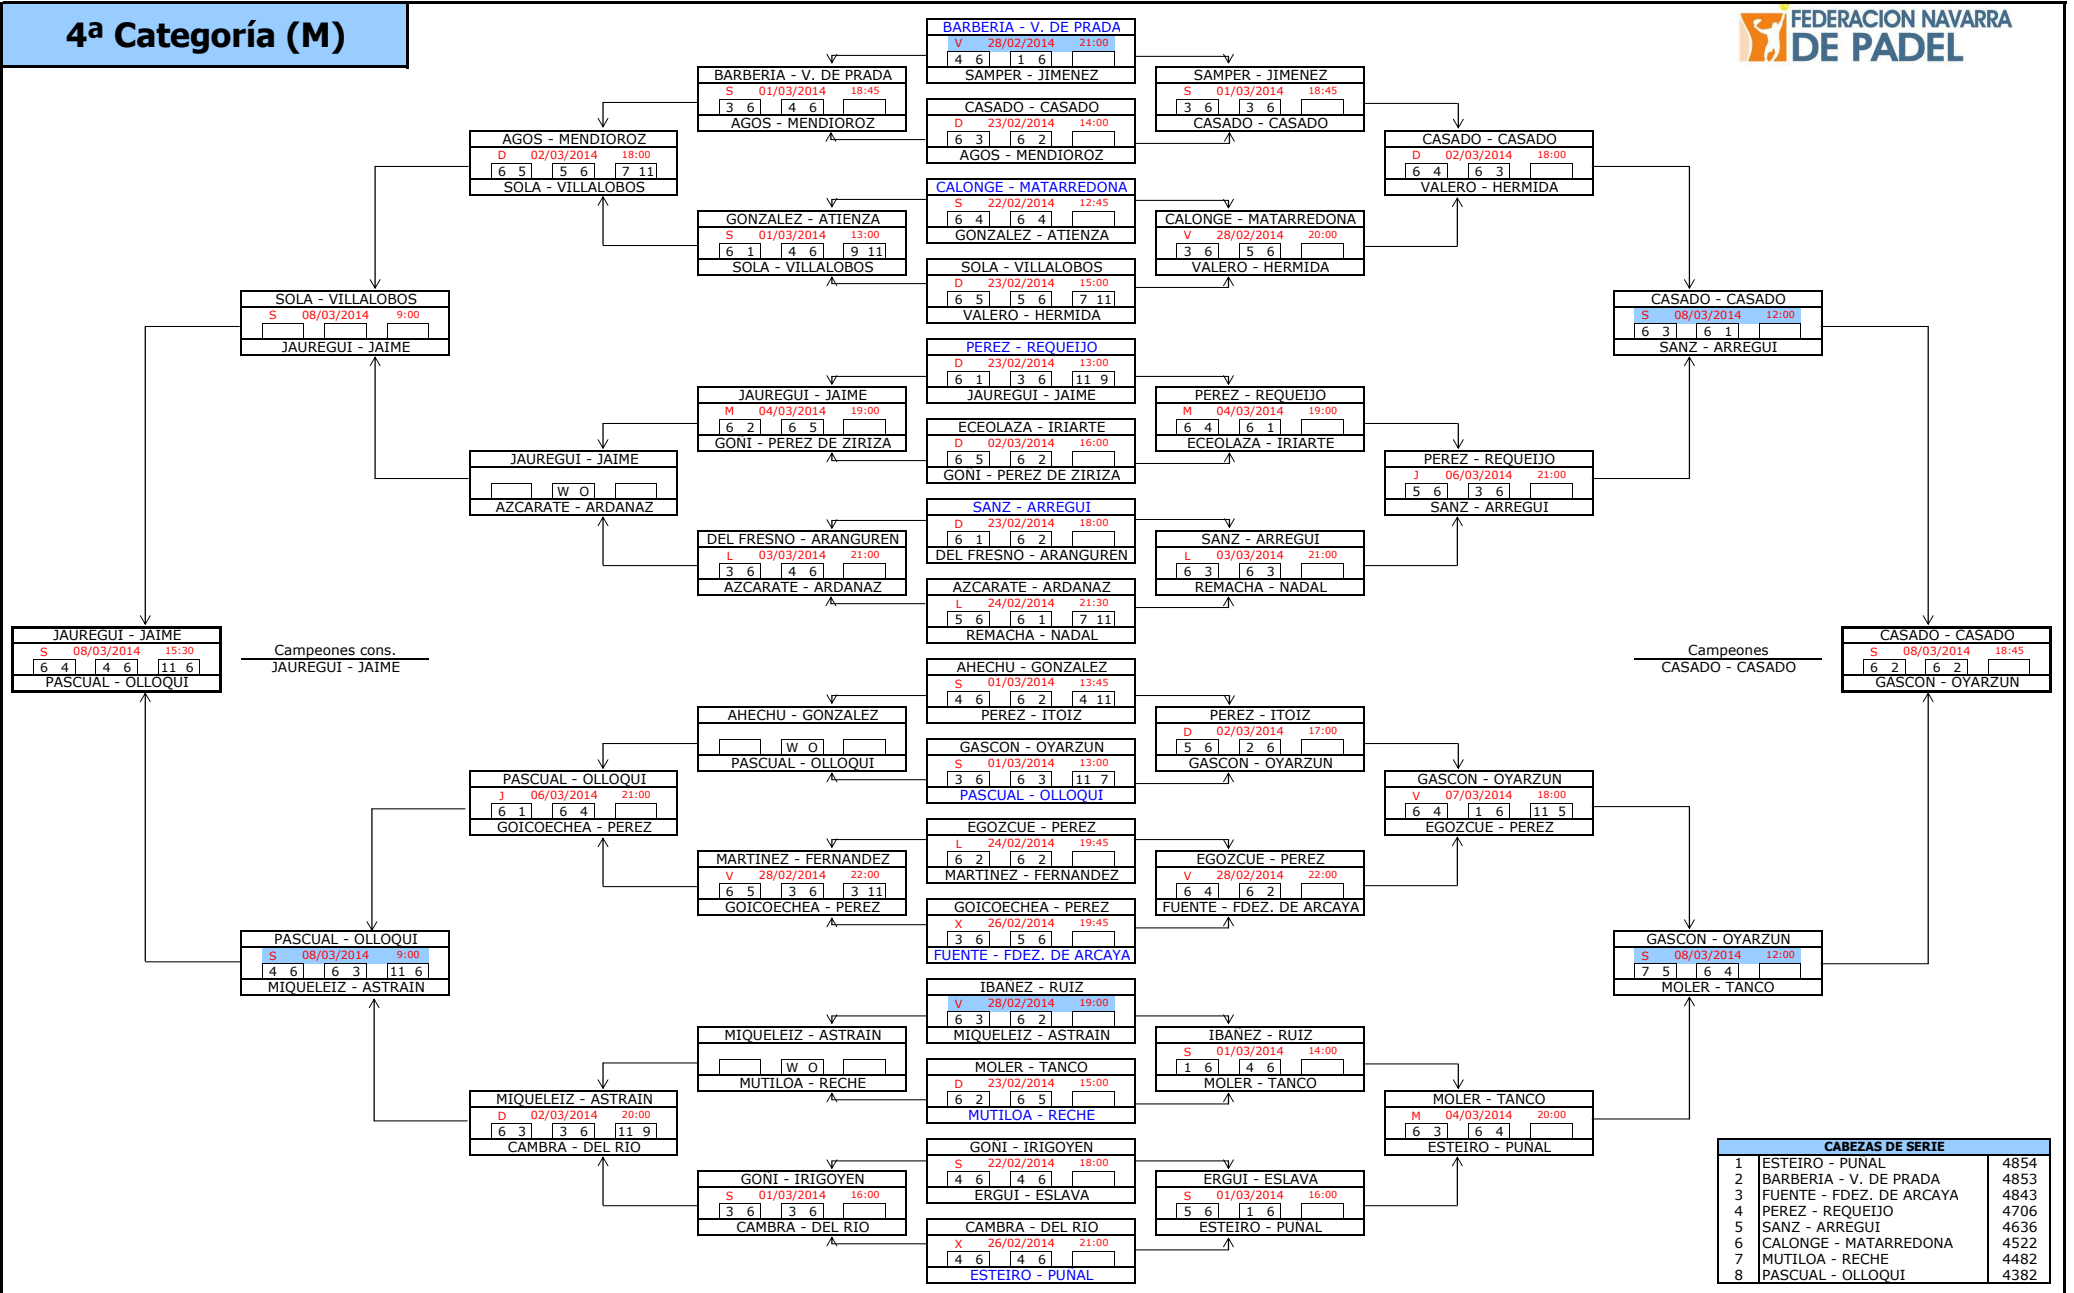 4ª Categoría (M)
FEDERACION NAVARRA
DE PADEL
BARBERIA - V. DE PRADA
V 28/02/2014 21:00
4 6 1 6
SAMPER - JIMENEZ
CASADO - CASADO
D 23/02/2014 14:00
6 3 6 2
AGOS - MENDIOROZ
CALONGE - MATARREDONA
S 22/02/2014 12:45
6 4 6 4
GONZALEZ - ATIENZA
SOLA - VILLALOBOS
D 23/02/2014 15:00
6 5 5 6 7 11
VALERO - HERMIDA
PEREZ - REQUEIJO
D 23/02/2014 13:00
6 1 3 6 11 9
JAUREGUI - JAIME
ECEOLAZA - IRIARTE
D 02/03/2014 16:00
6 5 6 2
GOÑI - PEREZ DE ZIRIZA
SANZ - ARREGUI
D 23/02/2014 18:00
6 1 6 2
DEL FRESNO - ARANGUREN
AZCARATE - ARDANAZ
L 24/02/2014 21:30
5 6 6 1 7 11
REMACHA - NADAL
AHECHU - GONZALEZ
S 01/03/2014 13:45
4 6 6 2 4 11
PEREZ - ITOIZ
GASCON - OYARZUN
S 01/03/2014 13:00
3 6 6 3 11 7
PASCUAL - OLLOQUI
EGOZCUE - PEREZ
L 24/02/2014 19:45
6 2 6 2
MARTINEZ - FERNANDEZ
GOICOECHEA - PEREZ
X 26/02/2014 19:45
3 6 5 6
FUENTE - FDEZ. DE ARCAYA
IBAÑEZ - RUIZ
V 28/02/2014 19:00
6 3 6 2
MIQUELEIZ - ASTRAIN
MOLER - TANCO
D 23/02/2014 15:00
6 2 6 5
MUTILOA - RECHE
GOÑI - IRIGOYEN
S 22/02/2014 18:00
4 6 4 6
ERGUI - ESLAVA
CAMBRA - DEL RIO
X 26/02/2014 21:00
4 6 4 6
ESTEIRO - PUÑAL
BARBERIA - V. DE PRADA
S 01/03/2014 18:45
3 6 4 6
AGOS - MENDIOROZ
GONZALEZ - ATIENZA
S 01/03/2014 13:00
6 1 4 6 9 11
SOLA - VILLALOBOS
JAUREGUI - JAIME
M 04/03/2014 19:00
6 2 6 5
GOÑI - PEREZ DE ZIRIZA
DEL FRESNO - ARANGUREN
L 03/03/2014 21:00
3 6 4 6
AZCARATE - ARDANAZ
AHECHU - GONZALEZ
W O
PASCUAL - OLLOQUI
MARTINEZ - FERNANDEZ
V 28/02/2014 22:00
6 5 3 6 3 11
GOICOECHEA - PEREZ
MIQUELEIZ - ASTRAIN
W O
MUTILOA - RECHE
GOÑI - IRIGOYEN
S 01/03/2014 16:00
3 6 3 6
CAMBRA - DEL RIO
AGOS - MENDIOROZ
D 02/03/2014 18:00
6 5 5 6 7 11
SOLA - VILLALOBOS
JAUREGUI - JAIME
W O
AZCARATE - ARDANAZ
PASCUAL - OLLOQUI
J 06/03/2014 21:00
6 1 6 4
GOICOECHEA - PEREZ
MIQUELEIZ - ASTRAIN
D 02/03/2014 20:00
6 3 3 6 11 9
CAMBRA - DEL RIO
SOLA - VILLALOBOS
S 08/03/2014 9:00
JAUREGUI - JAIME
PASCUAL - OLLOQUI
S 08/03/2014 9:00
4 6 6 3 11 6
MIQUELEIZ - ASTRAIN
JAUREGUI - JAIME
S 08/03/2014 15:30
6 4 4 6 11 6
PASCUAL - OLLOQUI
Campeones cons.
JAUREGUI - JAIME
SAMPER - JIMENEZ
S 01/03/2014 18:45
3 6 3 6
CASADO - CASADO
CALONGE - MATARREDONA
V 28/02/2014 20:00
3 6 5 6
VALERO - HERMIDA
PEREZ - REQUEIJO
M 04/03/2014 19:00
6 4 6 1
ECEOLAZA - IRIARTE
SANZ - ARREGUI
L 03/03/2014 21:00
6 3 6 3
REMACHA - NADAL
PEREZ - ITOIZ
D 02/03/2014 17:00
5 6 2 6
GASCON - OYARZUN
EGOZCUE - PEREZ
V 28/02/2014 22:00
6 4 6 2
FUENTE - FDEZ. DE ARCAYA
IBAÑEZ - RUIZ
S 01/03/2014 14:00
1 6 4 6
MOLER - TANCO
ERGUI - ESLAVA
S 01/03/2014 16:00
5 6 1 6
ESTEIRO - PUÑAL
CASADO - CASADO
D 02/03/2014 18:00
6 4 6 3
VALERO - HERMIDA
PEREZ - REQUEIJO
J 06/03/2014 21:00
5 6 3 6
SANZ - ARREGUI
GASCON - OYARZUN
V 07/03/2014 18:00
6 4 1 6 11 5
EGOZCUE - PEREZ
MOLER - TANCO
M 04/03/2014 20:00
6 3 6 4
ESTEIRO - PUÑAL
CASADO - CASADO
S 08/03/2014 12:00
6 3 6 1
SANZ - ARREGUI
GASCON - OYARZUN
S 08/03/2014 12:00
7 5 6 4
MOLER - TANCO
Campeones
CASADO - CASADO
CASADO - CASADO
S 08/03/2014 18:45
6 2 6 2
GASCON - OYARZUN
CABEZAS DE SERIE
1 ESTEIRO - PUÑAL 4854
2 BARBERIA - V. DE PRADA 4853
3 FUENTE - FDEZ. DE ARCAYA 4843
4 PEREZ - REQUEIJO 4706
5 SANZ - ARREGUI 4636
6 CALONGE - MATARREDONA 4522
7 MUTILOA - RECHE 4482
8 PASCUAL - OLLOQUI 4382